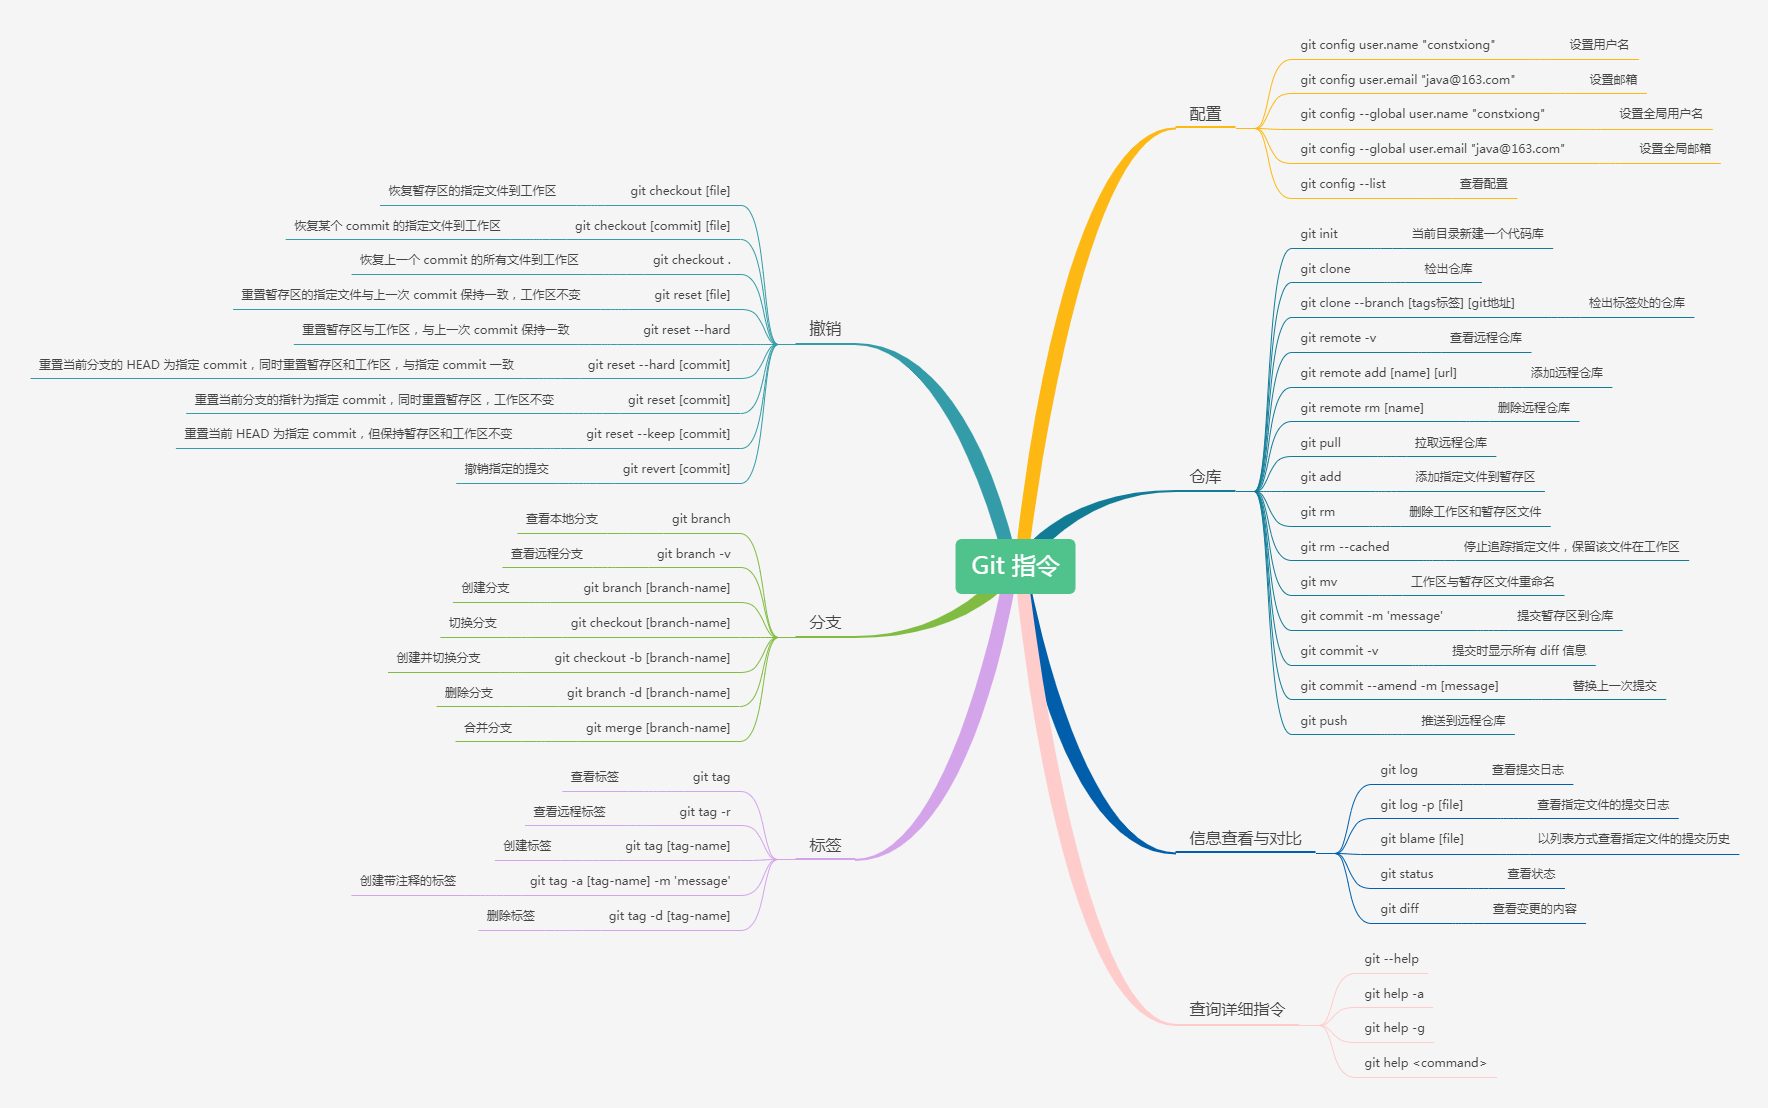 Git 指令
配置
git config user.name "constxiong" 设置用户名
git config user.email "java@163.com" 设置邮箱
git config --global user.name "constxiong" 设置全局用户名
git config --global user.email "java@163.com" 设置全局邮箱
git config --list 查看配置
仓库
git init 当前目录新建一个代码库
git clone 检出仓库
git clone --branch [tags标签] [git地址] 检出标签处的仓库
git remote -v 查看远程仓库
git remote add [name] [url] 添加远程仓库
git remote rm [name] 删除远程仓库
git pull 拉取远程仓库
git add 添加指定文件到暂存区
git rm 删除工作区和暂存区文件
git rm --cached 停止追踪指定文件，保留该文件在工作区
git mv 工作区与暂存区文件重命名
git commit -m 'message' 提交暂存区到仓库
git commit -v 提交时显示所有 diff 信息
git commit --amend -m [message] 替换上一次提交
git push 推送到远程仓库
信息查看与对比
git log 查看提交日志
git log -p [file] 查看指定文件的提交日志
git blame [file] 以列表方式查看指定文件的提交历史
git status 查看状态
git diff 查看变更的内容
查询详细指令
git --help
git help -a
git help -g
git help <command>
撤销
恢复暂存区的指定文件到工作区 git checkout [file]
恢复某个 commit 的指定文件到工作区 git checkout [commit] [file]
恢复上一个 commit 的所有文件到工作区 git checkout .
重置暂存区的指定文件与上一次 commit 保持一致，工作区不变 git reset [file]
重置暂存区与工作区，与上一次 commit 保持一致 git reset --hard
重置当前分支的 HEAD 为指定 commit，同时重置暂存区和工作区，与指定 commit 一致 git reset --hard [commit]
重置当前分支的指针为指定 commit，同时重置暂存区，工作区不变 git reset [commit]
重置当前 HEAD 为指定 commit，但保持暂存区和工作区不变 git reset --keep [commit]
撤销指定的提交 git revert [commit]
分支
查看本地分支 git branch
查看远程分支 git branch -v
创建分支 git branch [branch-name]
切换分支 git checkout [branch-name]
创建并切换分支 git checkout -b [branch-name]
删除分支 git branch -d [branch-name]
合并分支 git merge [branch-name]
标签
查看标签 git tag
查看远程标签 git tag -r
创建标签 git tag [tag-name]
创建带注释的标签 git tag -a [tag-name] -m 'message'
删除标签 git tag -d [tag-name]